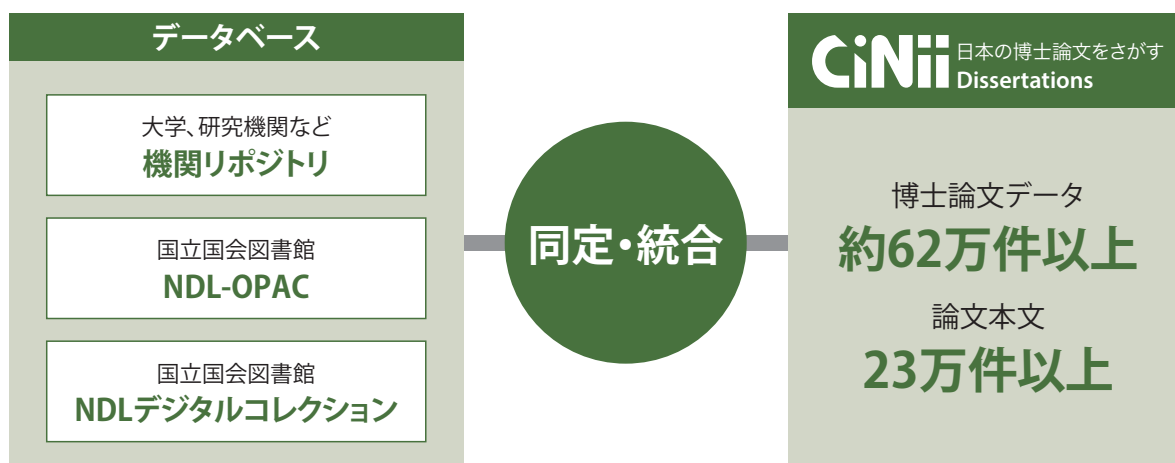 データベース
大学、研究機関など
機関リポジトリ
国立国会図書館
NDL-OPAC
国立国会図書館
NDLデジタルコレクション
同定・統合
CiNii 日本の博士論文をさがす
Dissertations
博士論文データ
約62万件以上
論文本文
23万件以上